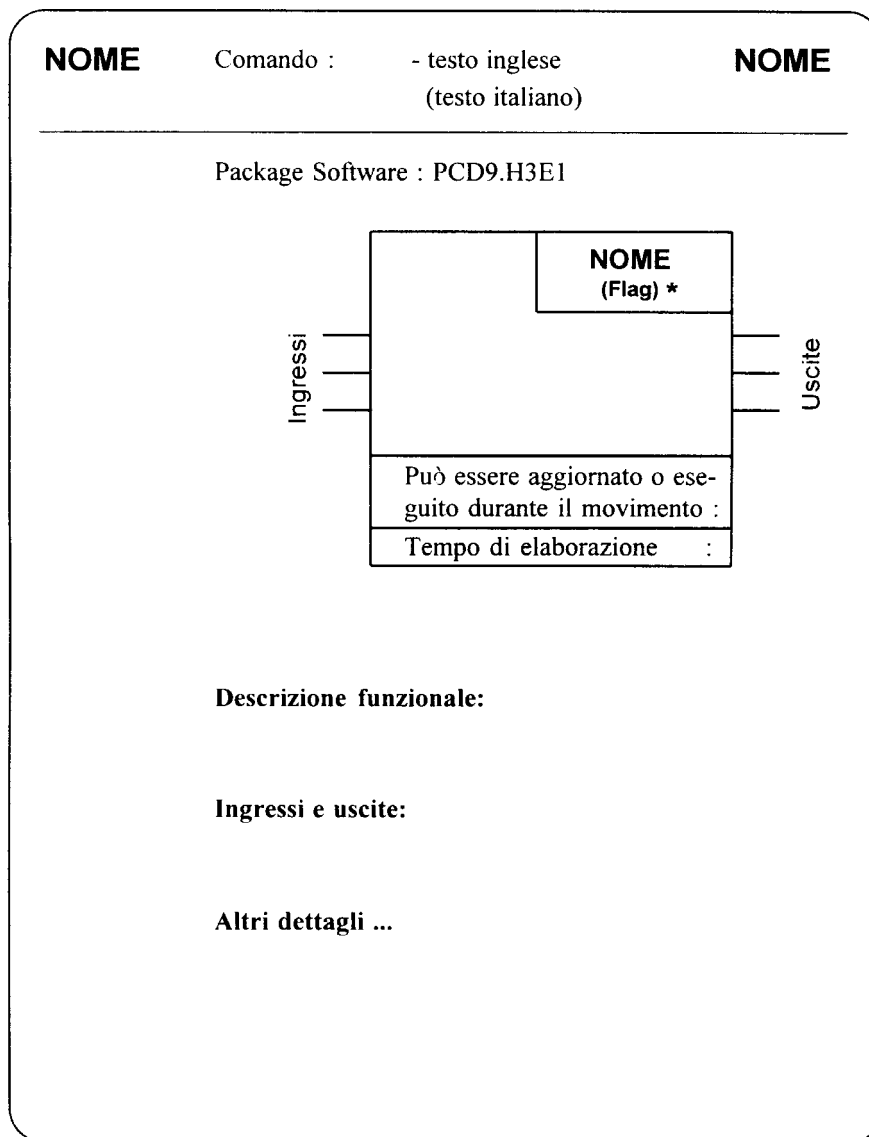 NOME Comando : - testo inglese NOME
(testo italiano)
Package Software : PCD9.H3E1
NOME
(Flag) *
Ingressi
Uscite
Può essere aggiornato o ese-
guito durante il movimento :
Tempo di elaborazione :
Descrizione funzionale:
Ingressi e uscite:
Altri dettagli ...